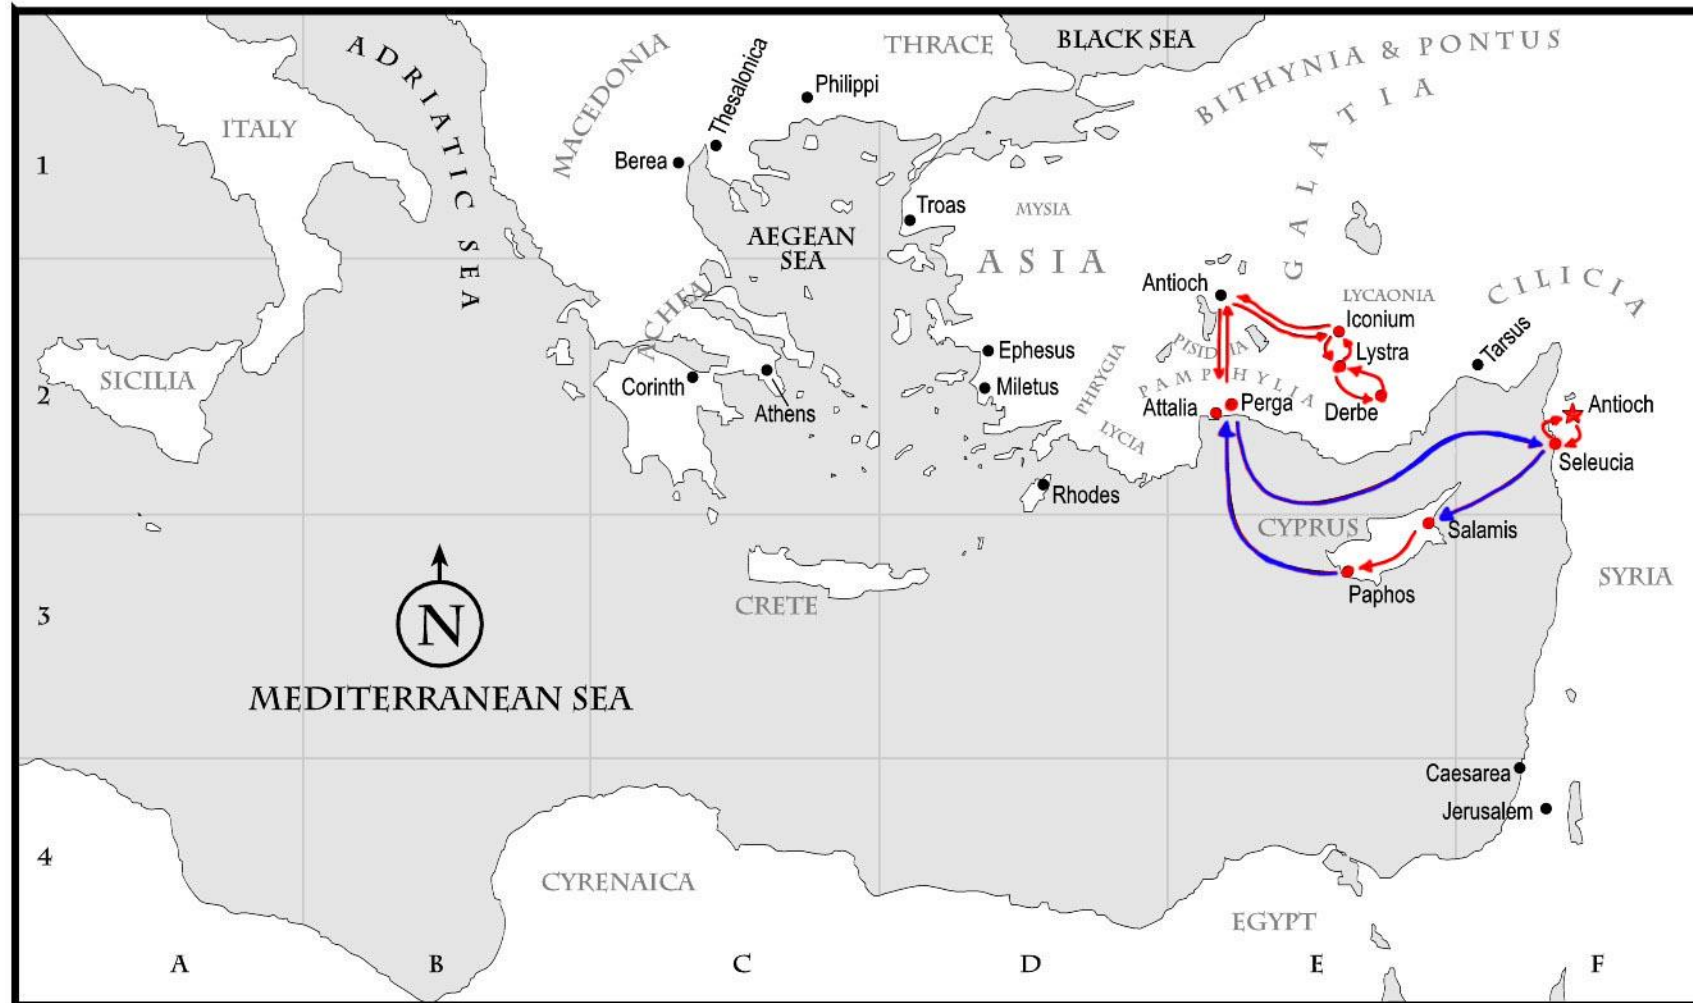 ADRIATIC SEA
MACEDONIA
Thesalonica
THRACE
BLACK SEA
BITHYNIA & PONTUS
GALATIA
Philippi
ITALY
1
Berea
Troas
MYSIA
AEGEAN
SEA
ASIA
Antioch
LYCAONIA
CILICIA
Iconium
ACHEA
PISIDIA
Lystra
Tarsus
Ephesus
PHRYGIA
SICILIA
PAMPHYLIA
2
Corinth
Miletus
Attalia
Perga
Derbe
Antioch
Athens
LYCIA
Seleucia
Rhodes
CYPRUS
Salamis
SYRIA
Paphos
CRETE
3
N
MEDITERRANEAN SEA
Caesarea
Jerusalem
4
CYRENAICA
EGYPT
A
B
C
D
E
F